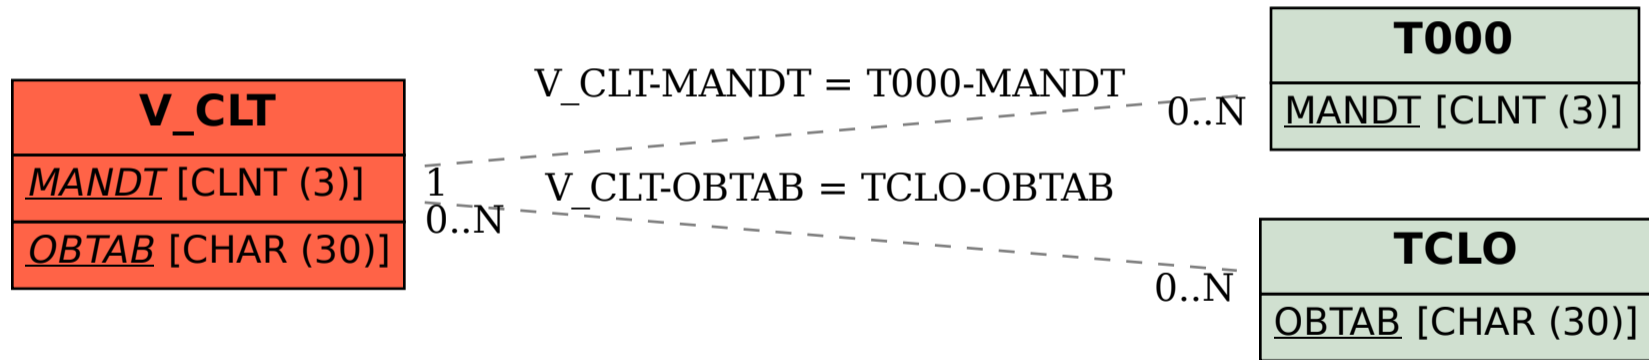 V_CLT
MANDT [CLNT (3)]
OBTAB [CHAR (30)]
V_CLT-MANDT = T000-MANDT
1
0..N
V_CLT-OBTAB = TCLO-OBTAB
0..N
0..N
T000
MANDT [CLNT (3)]
TCLO
OBTAB [CHAR (30)]